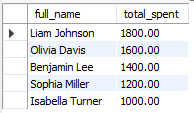 full_name total_spent
Liam Johnson 1800.00
Olivia Davis 1600.00
Benjamin Lee 1400.00
Sophia Miller 1200.00
Isabella Turner 1000.00